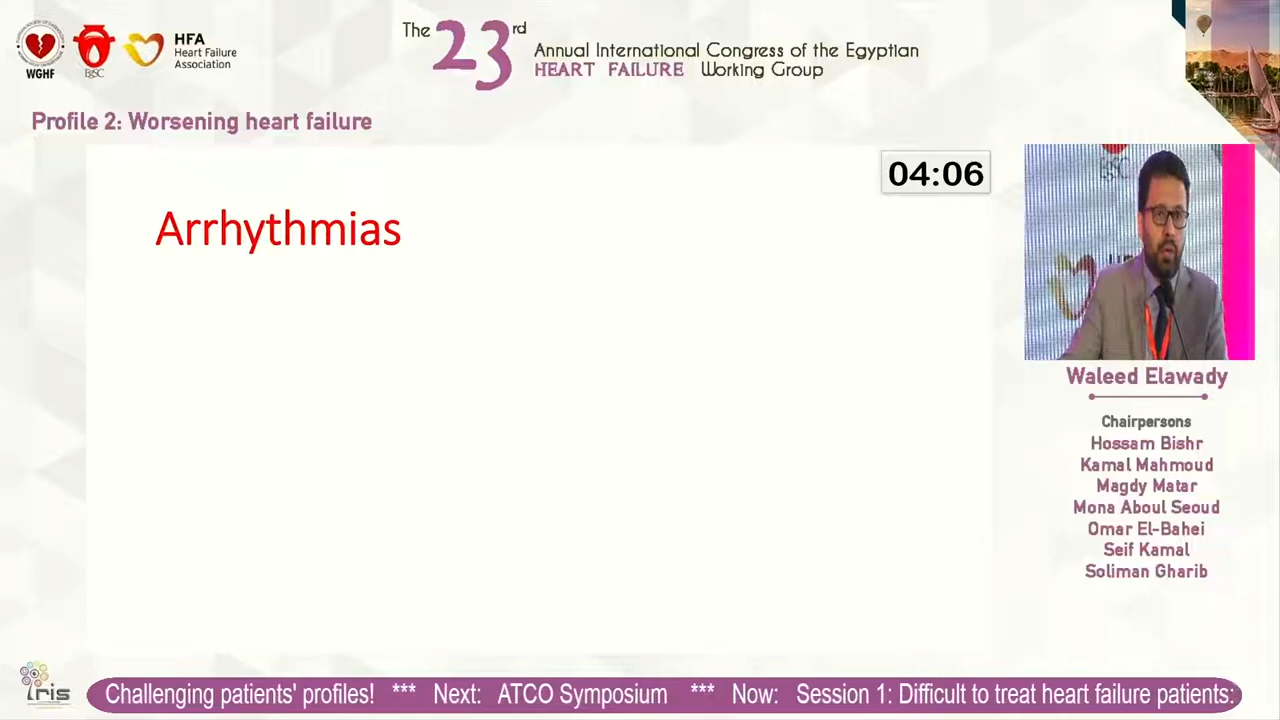 WGHF
EgSC
HFA
Heart Failure
Association
The 23rd
Annual International Congress of the Egyptian
HEART FAILURE Working Group
Profile 2: Worsening heart failure
04:06
Arrhythmias
EgSC
Waleed Elawady
Chairpersons
Hossam Bishr
Kamal Mahmoud
Magdy Matar
Mona Aboul Seoud
Omar El-Bahei
Seif Kamal
Soliman Gharib
iris
Challenging patients' profiles! *** Next: ATCO Symposium *** Now: Session 1: Difficult to treat heart failure patients: